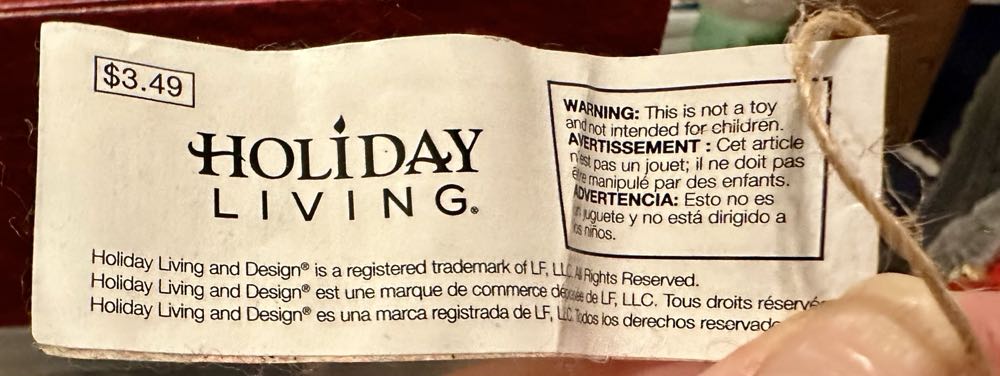 $3.49
HOLIDAY
LIVING®
WARNING: This is not a toy
and not intended for children.
AVERTISSEMENT : Cet article
n'est pas un jouet; il ne doit pas
être manipulé par des enfants.
ADVERTENCIA: Esto no es
un juguete y no está dirigido a
los niños.
Holiday Living and Design® is a registered trademark of LF, LLC. All Rights Reserved.
Holiday Living and Design® est une marque de commerce déposée de LF, LLC. Tous droits réservé
Holiday Living and Design® es una marca registrada de LF, LLC. Todos los derechos reservad